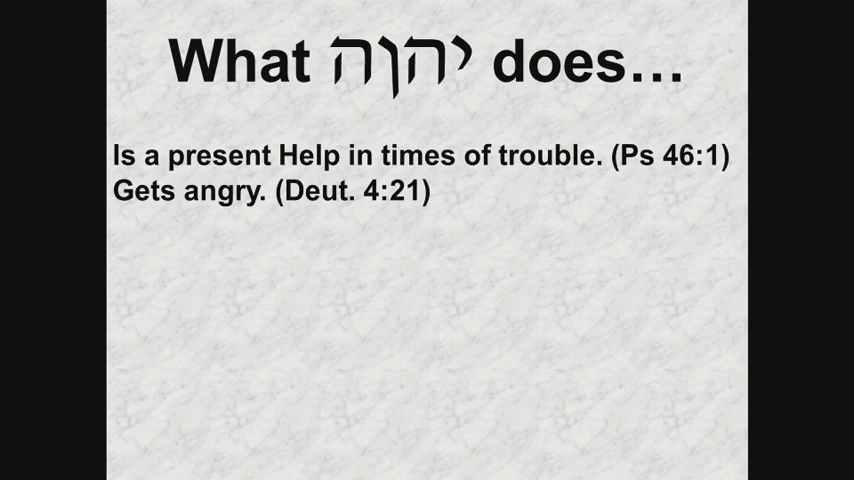 What יהוה does…
Is a present Help in times of trouble. (Ps 46:1)
Gets angry. (Deut. 4:21)